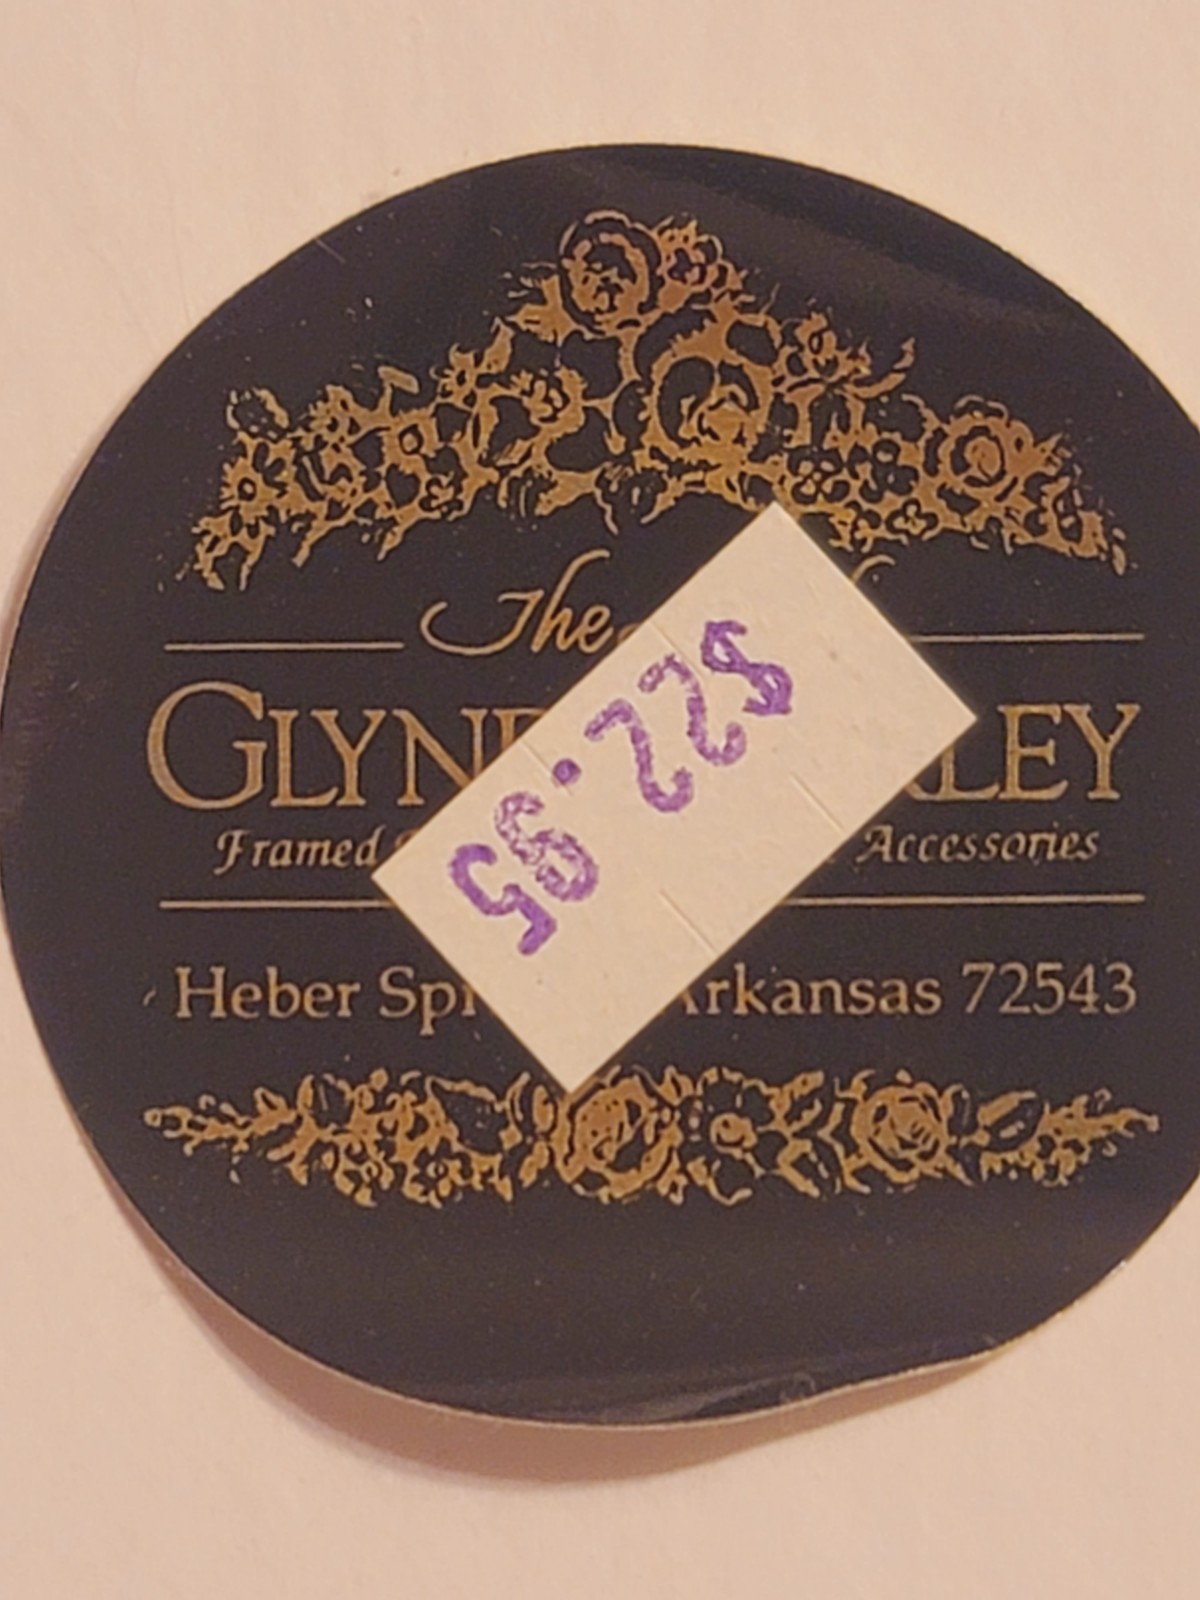 The
GLYN LEY
Framed Accessories
Heber Spr Arkansas 72543
$22.95